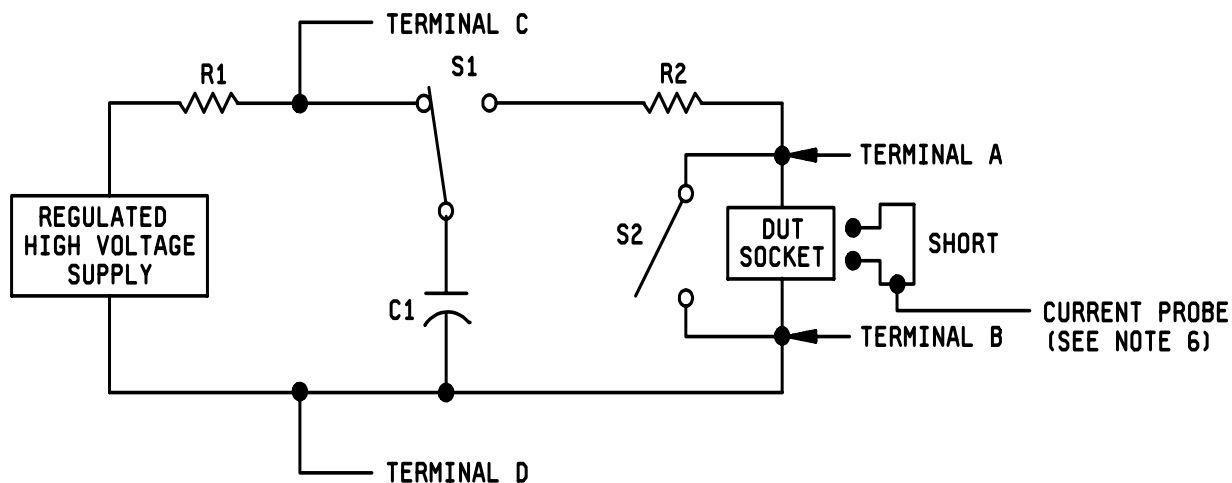 TERMINAL C
S1
R1
R2
TERMINAL A
REGULATED
HIGH VOLTAGE
SUPPLY
S2
DUT
SOCKET
SHORT
C1
CURRENT PROBE
(SEE NOTE 6)
TERMINAL B
TERMINAL D